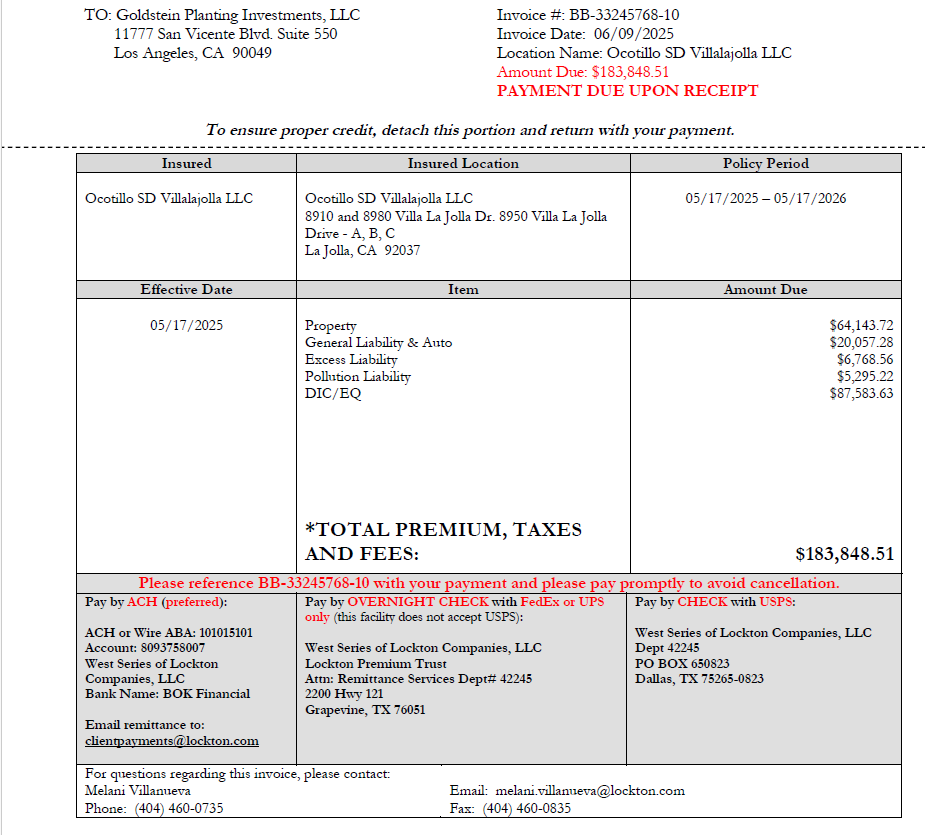 TO: Goldstein Planting Investments, LLC
11777 San Vicente Blvd. Suite 550
Los Angeles, CA 90049
Invoice #: BB-33245768-10
Invoice Date: 06/09/2025
Location Name: Ocotillo SD Villalajolla LLC
Amount Due: $183,848.51
PAYMENT DUE UPON RECEIPT
To ensure proper credit, detach this portion and return with your payment.
Insured
Insured Location
Policy Period
Ocotillo SD Villalajolla LLC
Ocotillo SD Villalajolla LLC
8910 and 8980 Villa La Jolla Dr. 8950 Villa La Jolla
Drive - A, B, C
La Jolla, CA 92037
05/17/2025 – 05/17/2026
Effective Date
Item
Amount Due
05/17/2025
Property $64,143.72
General Liability & Auto $20,057.28
Excess Liability $6,768.56
Pollution Liability $5,295.22
DIC/EQ $87,583.63
*TOTAL PREMIUM, TAXES
AND FEES: $183,848.51
Please reference BB-33245768-10 with your payment and please pay promptly to avoid cancellation.
Pay by ACH (preferred):
ACH or Wire ABA: 101015101
Account: 8093758007
West Series of Lockton
Companies, LLC
Bank Name: BOK Financial
Email remittance to:
clientpayments@lockton.com
Pay by OVERNIGHT CHECK with FedEx or UPS
only (this facility does not accept USPS):
West Series of Lockton Companies, LLC
Lockton Premium Trust
Attn: Remittance Services Dept# 42245
2200 Hwy 121
Grapevine, TX 76051
Pay by CHECK with USPS:
West Series of Lockton Companies, LLC
Dept 42245
PO BOX 650823
Dallas, TX 75265-0823
For questions regarding this invoice, please contact:
Melani Villanueva
Phone: (404) 460-0735
Email: melani.villanueva@lockton.com
Fax: (404) 460-0835